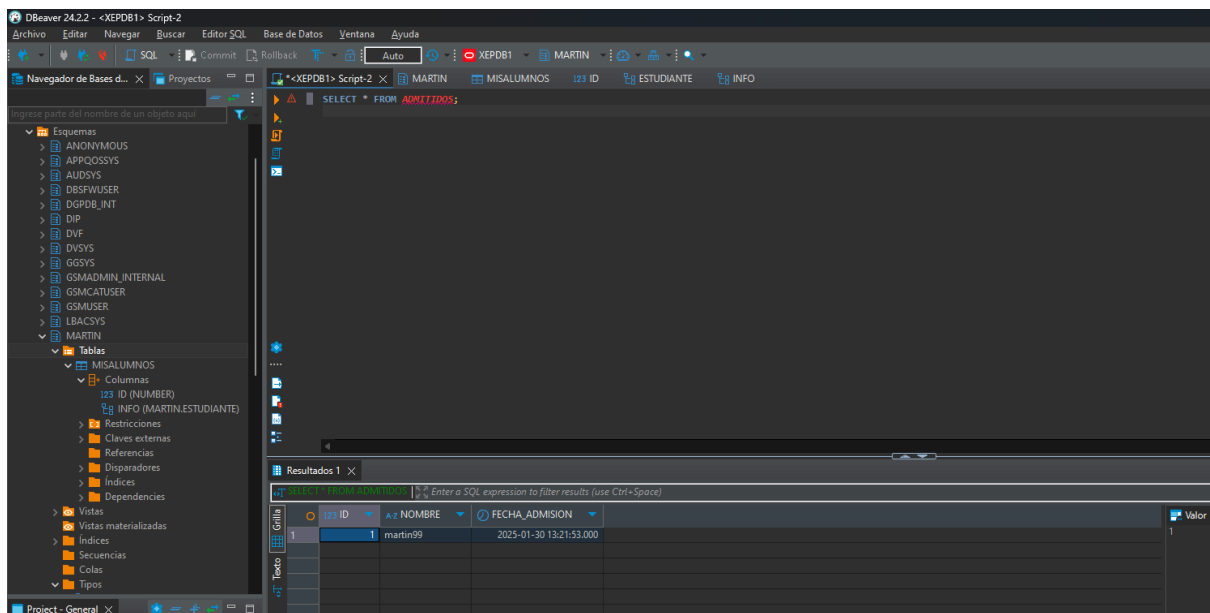 DBeaver 24.2.2 - <XEPDB1> Script-2
Archivo Editar Navegar Buscar Editor SQL Base de Datos Ventana Ayuda
SQL Commit Rollback Auto XEPDB1 MARTIN
Navegador de Bases d... Proyectos
*<XEPDB1> Script-2 MARTIN MISALUMNOS 123 ID ESTUDIANTE INFO
Ingrese parte del nombre de un objeto aquí
SELECT * FROM ADMITIDOS;
Esquemas
ANONYMOUS
APPQOSSYS
AUDSYS
DBSFWUSER
DGPDB_INT
DIP
DVF
DVSYS
GGSYS
GSMADMIN_INTERNAL
GSMCATUSER
GSMUSER
LBACSYS
MARTIN
Tablas
MISALUMNOS
Columnas
123 ID (NUMBER)
INFO (MARTIN.ESTUDIANTE)
Restricciones
Claves externas
Referencias
Disparadores
Índices
Dependencies
Vistas
Vistas materializadas
Índices
Secuencias
Colas
Tipos
Project - General
Resultados 1
SELECT * FROM ADMITIDOS Enter a SQL expression to filter results (use Ctrl+Space)
Grilla
Texto
123 ID A-Z NOMBRE FECHA_ADMISION
1 1 martin99 2025-01-30 13:21:53.000
Valor
1